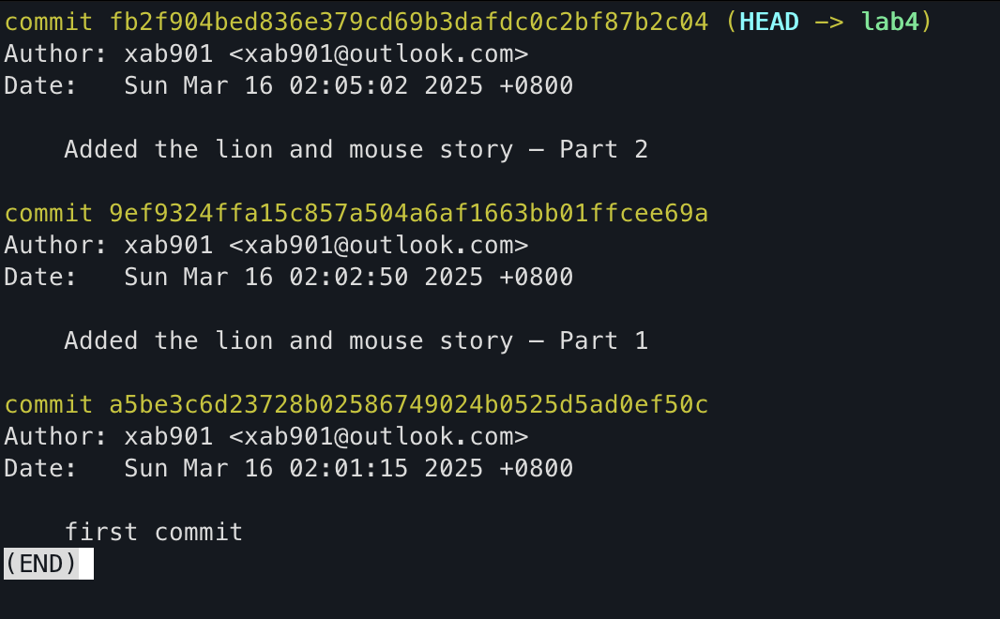 commit fb2f904bed836e379cd69b3dafdc0c2bf87b2c04 (HEAD -> lab4)
Author: xab901 <xab901@outlook.com>
Date:   Sun Mar 16 02:05:02 2025 +0800
    Added the lion and mouse story – Part 2
commit 9ef9324ffa15c857a504a6af1663bb01ffcee69a
Author: xab901 <xab901@outlook.com>
Date:   Sun Mar 16 02:02:50 2025 +0800
    Added the lion and mouse story – Part 1
commit a5be3c6d23728b02586749024b0525d5ad0ef50c
Author: xab901 <xab901@outlook.com>
Date:   Sun Mar 16 02:01:15 2025 +0800
    first commit
(END)